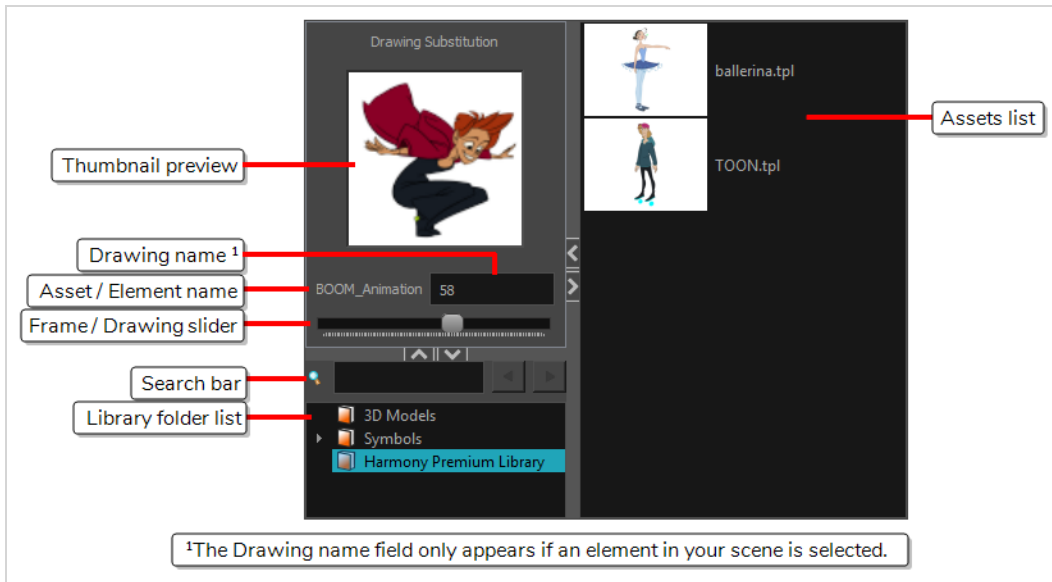 Drawing Substitution
ballerina.tpl
Assets list
Thumbnail preview
TOON.tpl
Drawing name ¹
Asset / Element name
BOOM_Animation 58
Frame / Drawing slider
Search bar
Library folder list
3D Models
Symbols
Harmony Premium Library
¹The Drawing name field only appears if an element in your scene is selected.